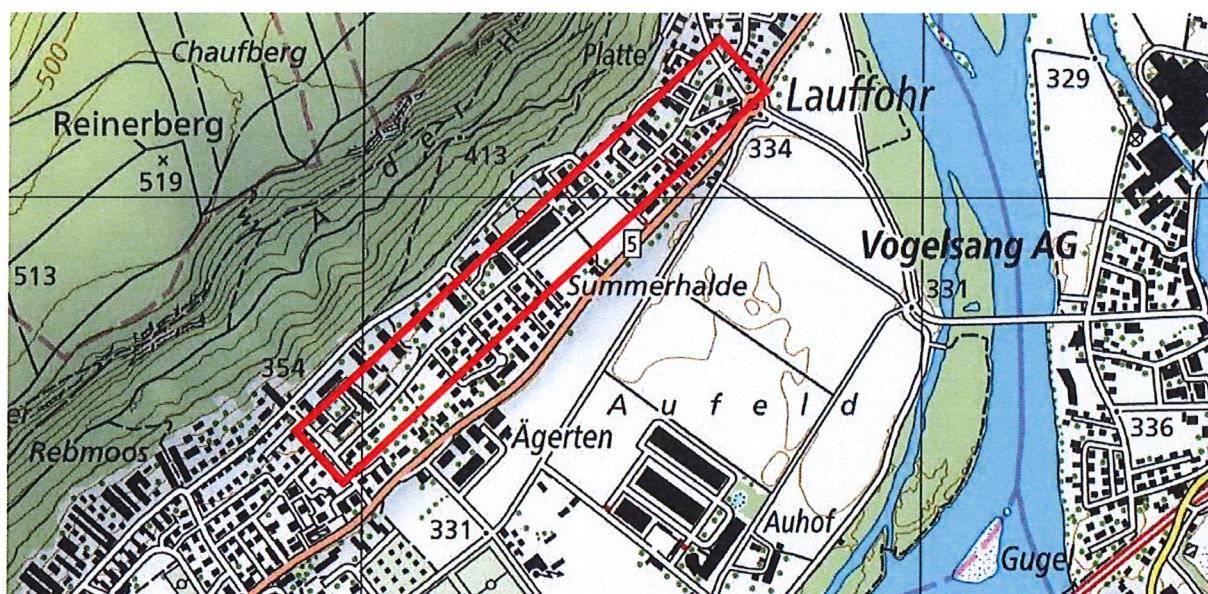 Chaufberg
500
Platte
H
329
Lauffohr
Reinerberg
519
413
d e r
334
W
A
513
5
Vogelsang AG
Summerhalde
331
354
A u f e l d
Rebmoos
Ägerten
336
331
Auhof
Gugel